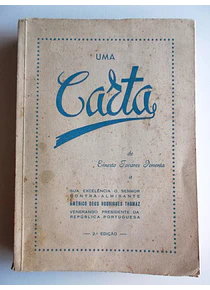 UMA
Carta
de
Ernesto Tavares Pimenta
a
SUA EXCELÊNCIA O SENHOR
CONTRA-ALMIRANTE
AMÉRICO DEUS RODRIGUES THOMAZ
VENERANDO PRESIDENTE DA
REPÚBLICA PORTUGUESA
2.ª EDIÇÃO